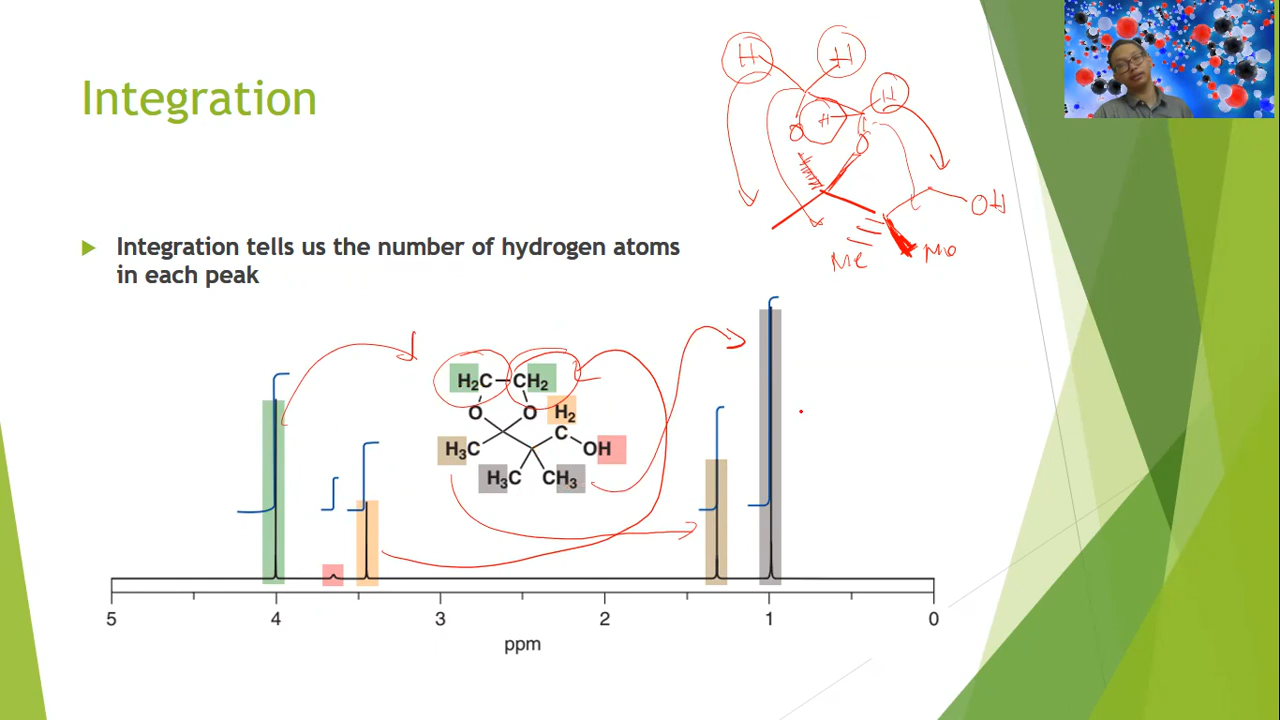 Integration
H H
H
H
O
O
OH
Me Me
Integration tells us the number of hydrogen atoms
in each peak
H₂C CH₂
O O H₂
C
H₃C OH
H₃C CH₃
5 4 3 2 1 0
ppm